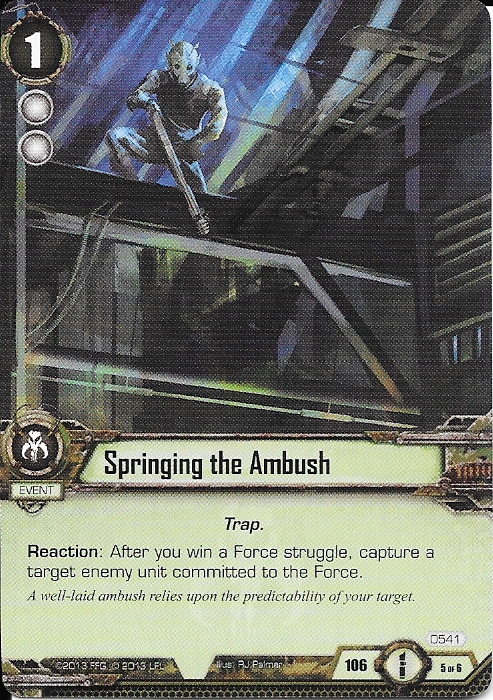 1
Springing the Ambush
EVENT
Trap.
Reaction: After you win a Force struggle, capture a
target enemy unit committed to the Force.
A well-laid ambush relies upon the predictability of your target.
0541
©2013 FFG © 2013 LFL
Illus: RJ Palmer
106
5 OF 6